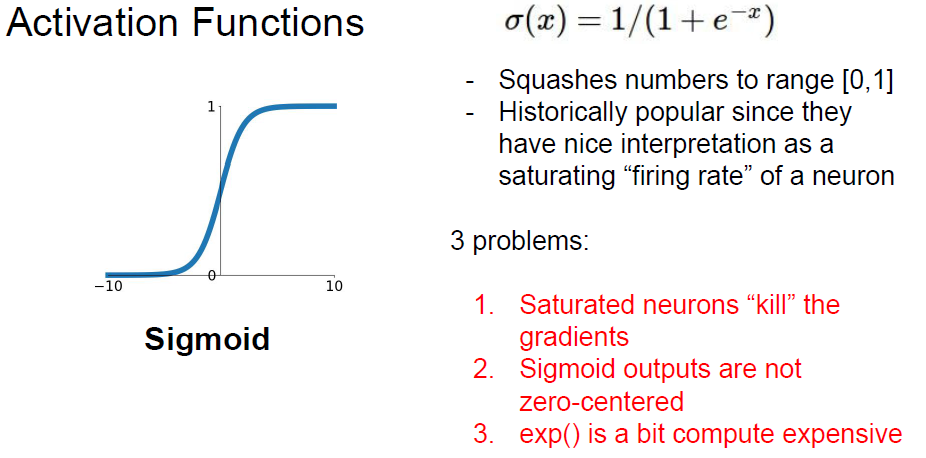 Activation Functions
σ(x) = 1/(1 + e^{-x})
- Squashes numbers to range [0,1]
- Historically popular since they
have nice interpretation as a
saturating “firing rate” of a neuron
1
0
−10
10
Sigmoid
3 problems:
1. Saturated neurons “kill” the
gradients
2. Sigmoid outputs are not
zero-centered
3. exp() is a bit compute expensive